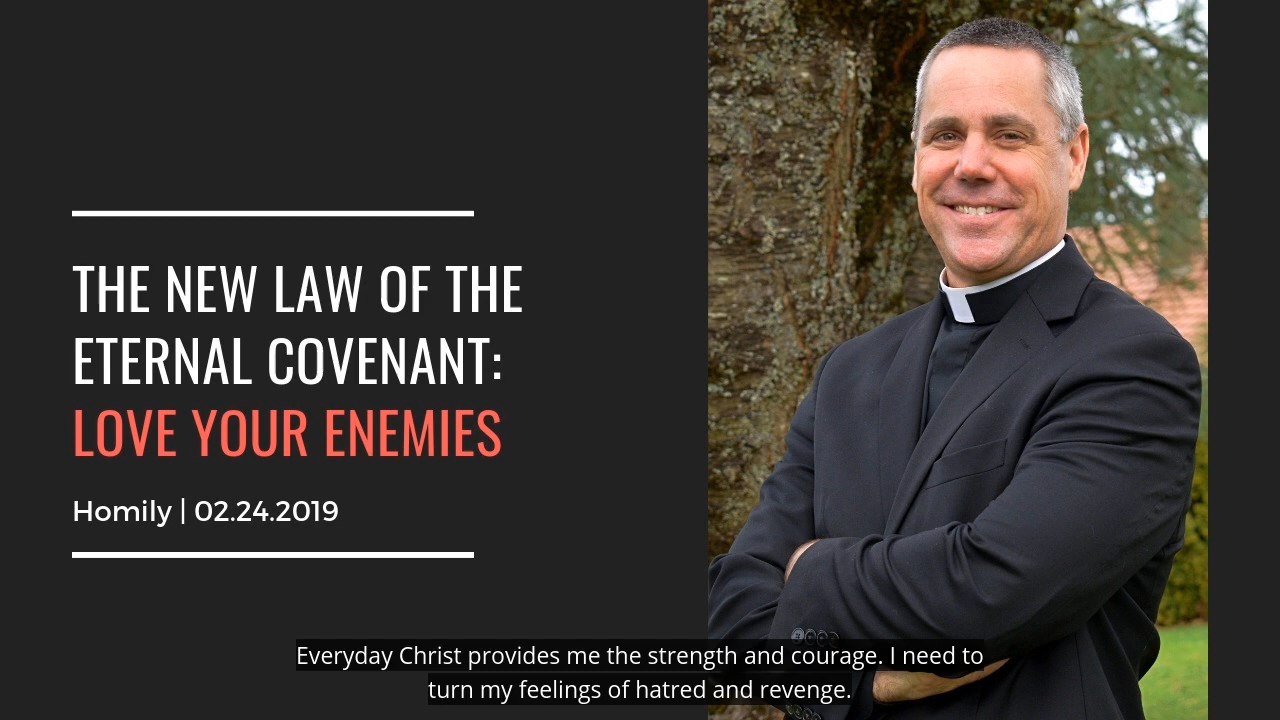 THE NEW LAW OF THE
ETERNAL COVENANT:
LOVE YOUR ENEMIES
Homily | 02.24.2019
Everyday Christ provides me the strength and courage. I need to
turn my feelings of hatred and revenge.